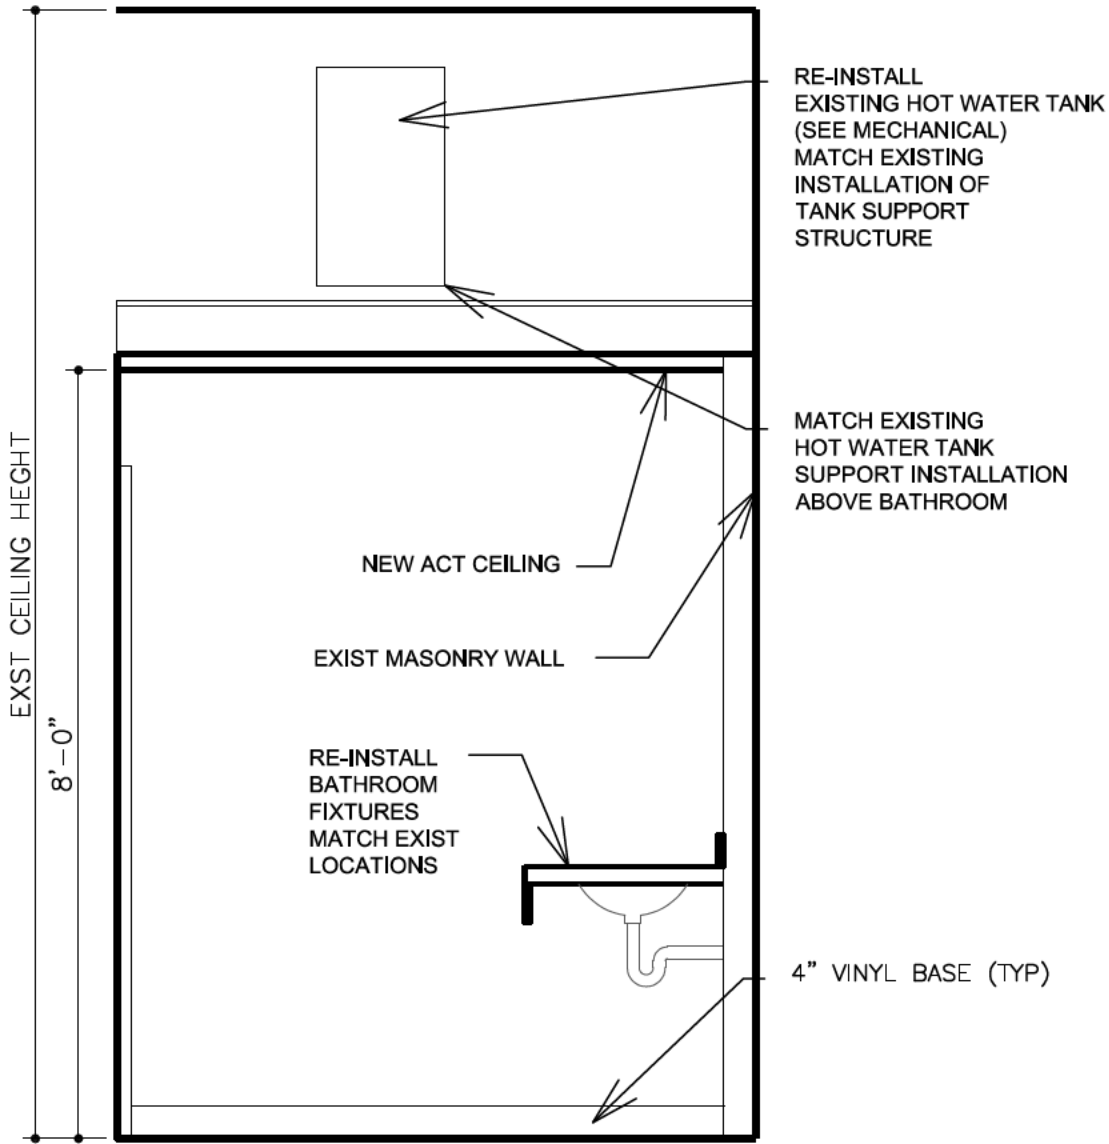 RE-INSTALL
EXISTING HOT WATER TANK
(SEE MECHANICAL)
MATCH EXISTING
INSTALLATION OF
TANK SUPPORT
STRUCTURE
MATCH EXISTING
HOT WATER TANK
SUPPORT INSTALLATION
ABOVE BATHROOM
EXST CEILING HEGHT
8'-0"
NEW ACT CEILING
EXIST MASONRY WALL
RE-INSTALL
BATHROOM
FIXTURES
MATCH EXIST
LOCATIONS
4" VINYL BASE (TYP)